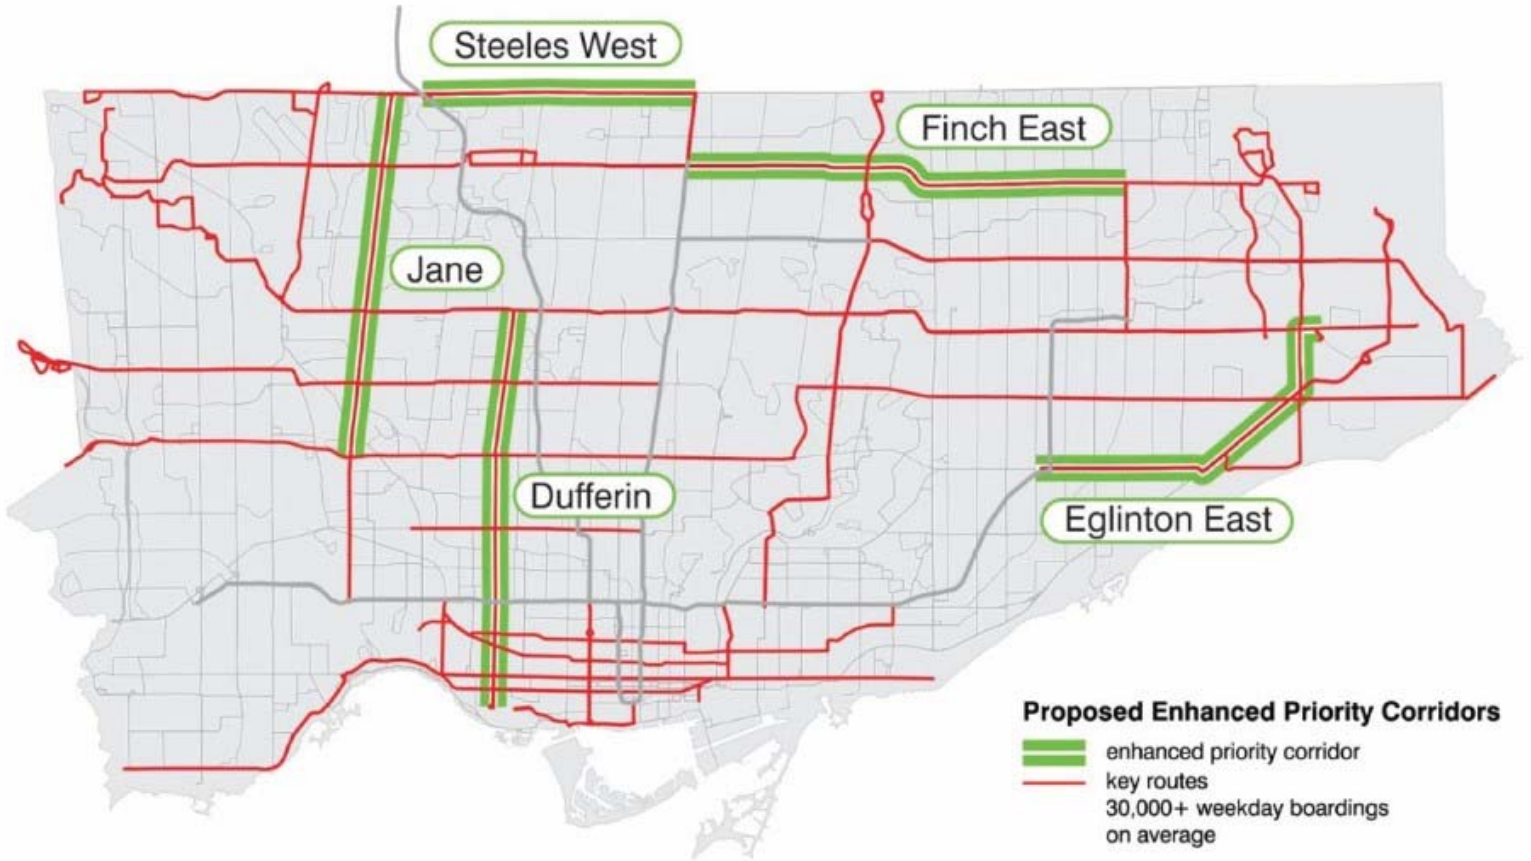 Steeles West
Finch East
Jane
Dufferin
Eglinton East
Proposed Enhanced Priority Corridors
enhanced priority corridor
key routes
30,000+ weekday boardings
on average